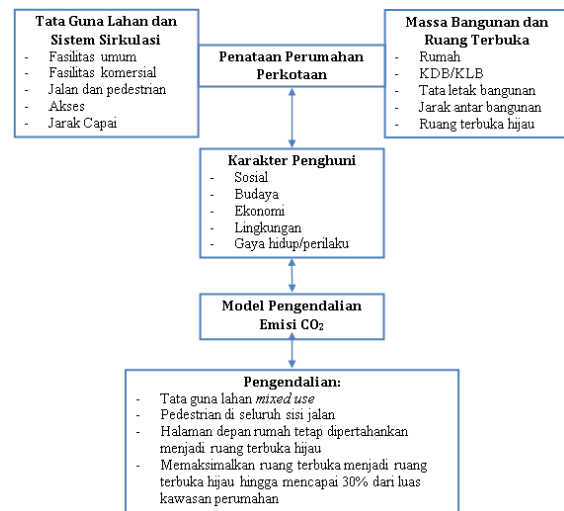 Tata Guna Lahan dan
Sistem Sirkulasi
- Fasilitas umum
- Fasilitas komersial
- Jalan dan pedestrian
- Akses
- Jarak Capai
Penataan Perumahan
Perkotaan
Massa Bangunan dan
Ruang Terbuka
- Rumah
- KDB/KLB
- Tata letak bangunan
- Jarak antar bangunan
- Ruang terbuka hijau
Karakter Penghuni
- Sosial
- Budaya
- Ekonomi
- Lingkungan
- Gaya hidup/perilaku
Model Pengendalian
Emisi CO₂
Pengendalian:
- Tata guna lahan mixed use
- Pedestrian di seluruh sisi jalan
- Halaman depan rumah tetap dipertahankan
menjadi ruang terbuka hijau
- Memaksimalkan ruang terbuka menjadi ruang
terbuka hijau hingga mencapai 30% dari luas
kawasan perumahan